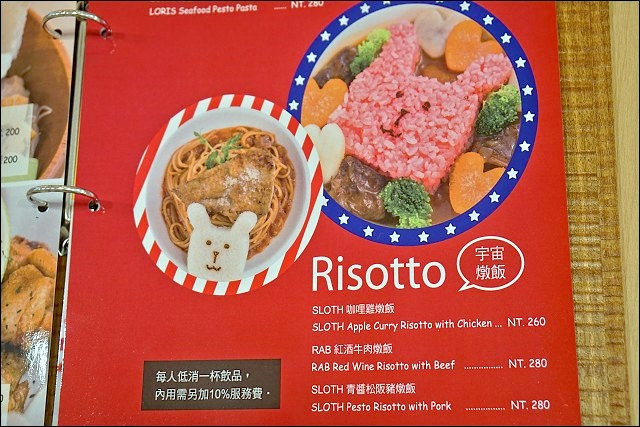 LORIS Seafood Pesto Pasta ...... NT. 280
200
200
Risotto
宇宙
燉飯
SLOTH 咖哩雞燉飯
SLOTH Apple Curry Risotto with Chicken ... NT. 260
RAB 紅酒牛肉燉飯
RAB Red Wine Risotto with Beef ................ NT. 280
SLOTH 青醬松阪豬燉飯
SLOTH Pesto Risotto with Pork ................ NT. 280
每人低消一杯飲品，
內用需另加10%服務費．